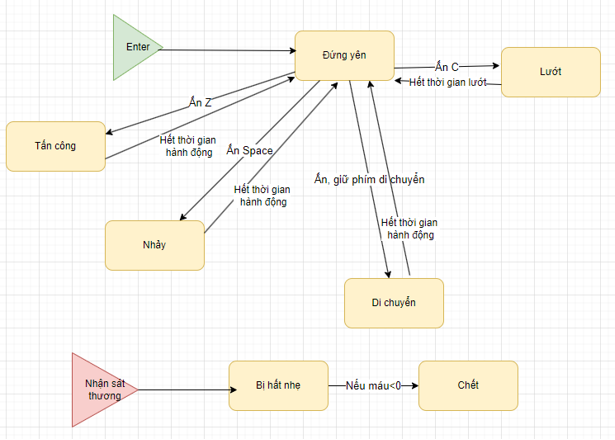 Enter
Đứng yên
Ấn C
Hết thời gian lướt
Lướt
Ấn Z
Tấn công
Hết thời gian
hành động
Ấn Space
Hết thời gian
hành động
Ấn, giữ phím di chuyển
Nhảy
Hết thời gian
hành động
Di chuyển
Nhận sát
thương
Bị hất nhẹ
Nếu máu<0
Chết